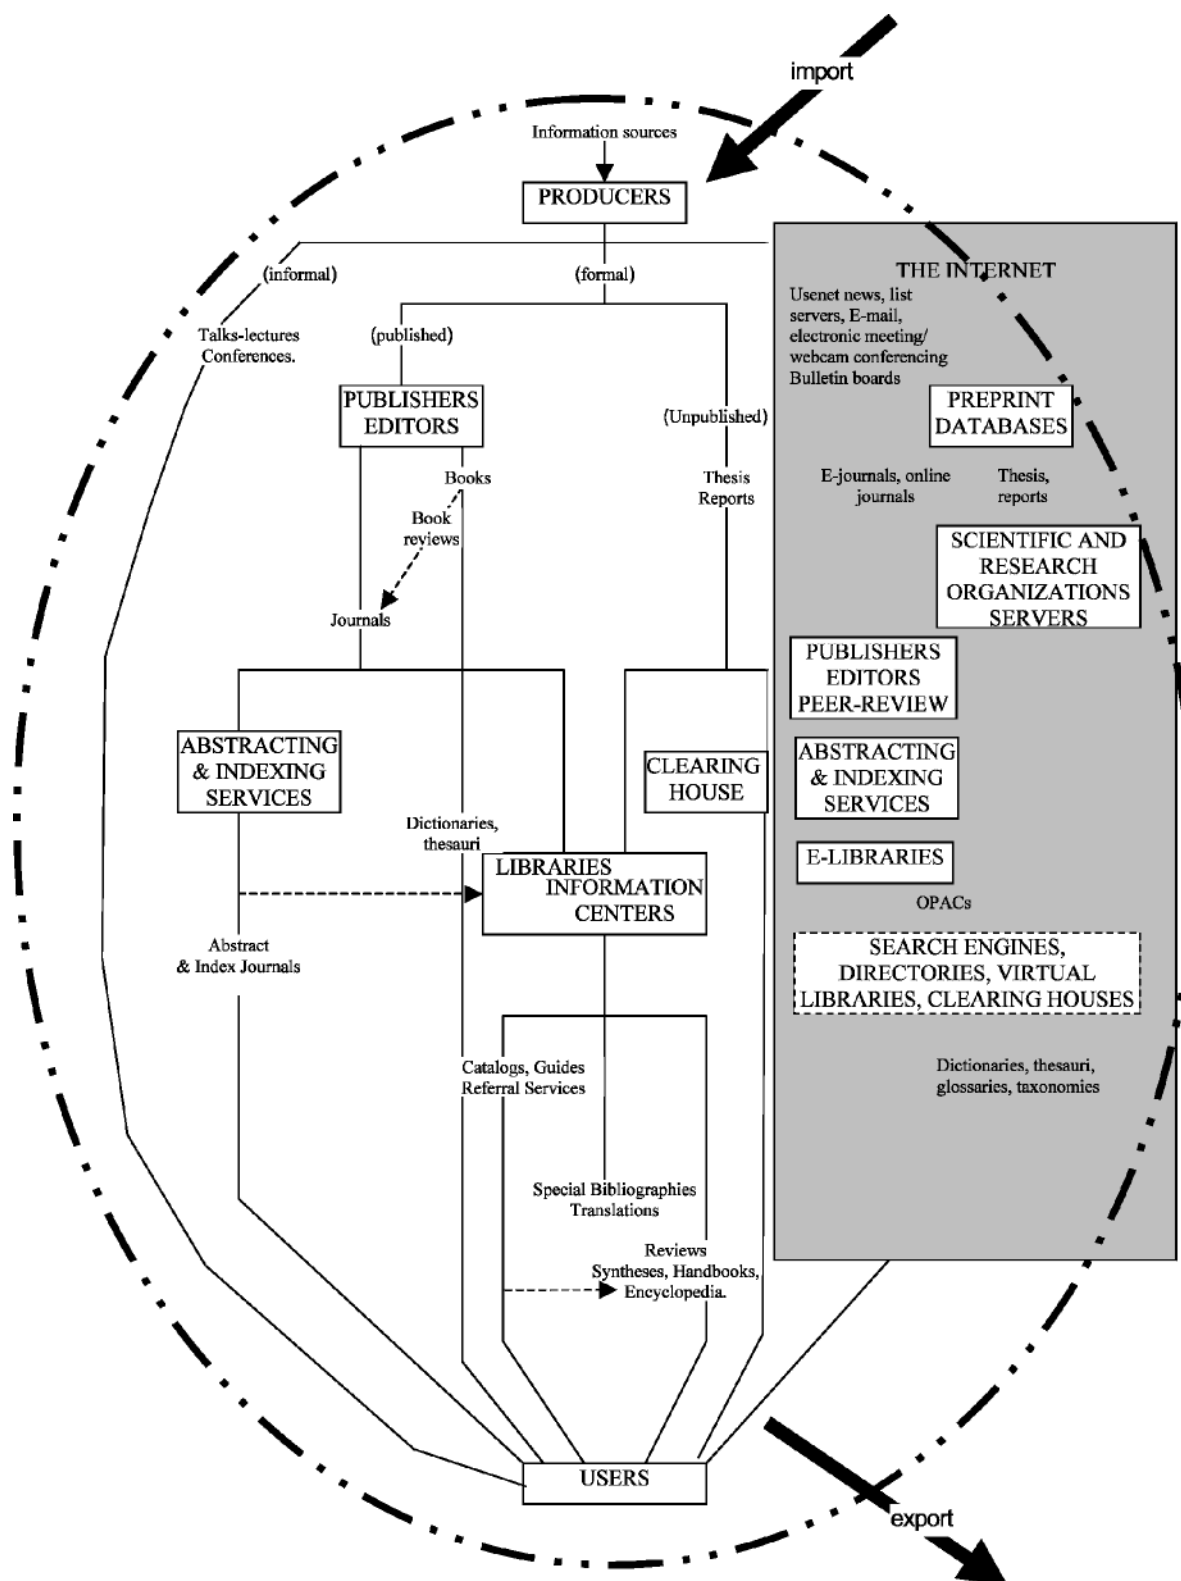 import
Information sources
PRODUCERS
(informal)
(formal)
THE INTERNET
Usenet news, list
servers, E-mail,
electronic meeting/
webcam conferencing
Bulletin boards
Talks-lectures
Conferences.
(published)
PUBLISHERS
EDITORS
(Unpublished)
PREPRINT
DATABASES
Books
Thesis
Reports
E-journals, online
journals
Thesis,
reports
Book
reviews
SCIENTIFIC AND
RESEARCH
ORGANIZATIONS
SERVERS
Journals
PUBLISHERS
EDITORS
PEER-REVIEW
ABSTRACTING
& INDEXING
SERVICES
CLEARING
HOUSE
ABSTRACTING
& INDEXING
SERVICES
Dictionaries,
thesauri
LIBRARIES
INFORMATION
CENTERS
E-LIBRARIES
OPACs
Abstract
& Index Journals
SEARCH ENGINES,
DIRECTORIES, VIRTUAL
LIBRARIES, CLEARING HOUSES
Catalogs, Guides
Referral Services
Dictionaries, thesauri,
glossaries, taxonomies
Special Bibliographies
Translations
Reviews
Syntheses, Handbooks,
Encyclopedia.
USERS
export